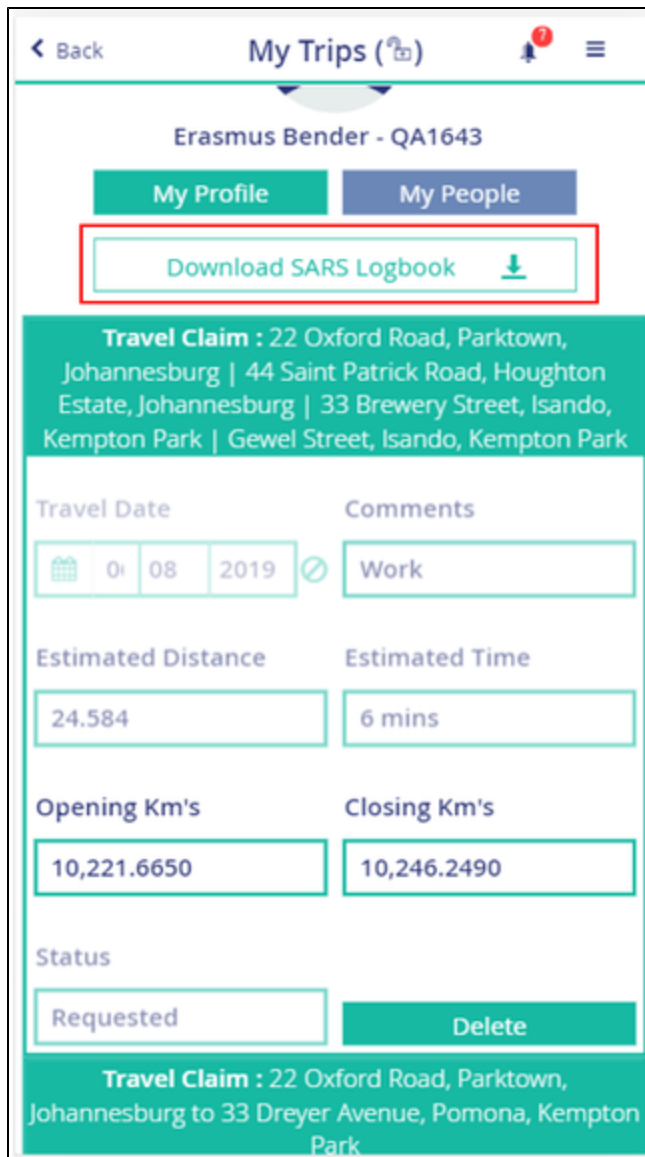 Back My Trips ( ) 7
Erasmus Bender - QA1643
My Profile My People
Download SARS Logbook
Travel Claim : 22 Oxford Road, Parktown,
Johannesburg | 44 Saint Patrick Road, Houghton
Estate, Johannesburg | 33 Brewery Street, Isando,
Kempton Park | Gewel Street, Isando, Kempton Park
Travel Date Comments
08 2019 Work
Estimated Distance Estimated Time
24.584 6 mins
Opening Km's Closing Km's
10,221.6650 10,246.2490
Status
Requested Delete
Travel Claim : 22 Oxford Road, Parktown,
Johannesburg to 33 Dreyer Avenue, Pomona, Kempton
Park